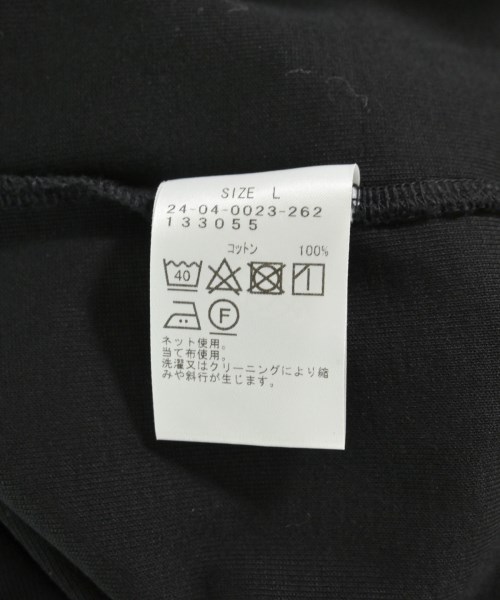 SIZE L
24-04-0023-262
133055
コットン 100%
40
F
ネット使用。
当て布使用。
洗濯又はクリーニングにより縮
みや斜行が生じます。